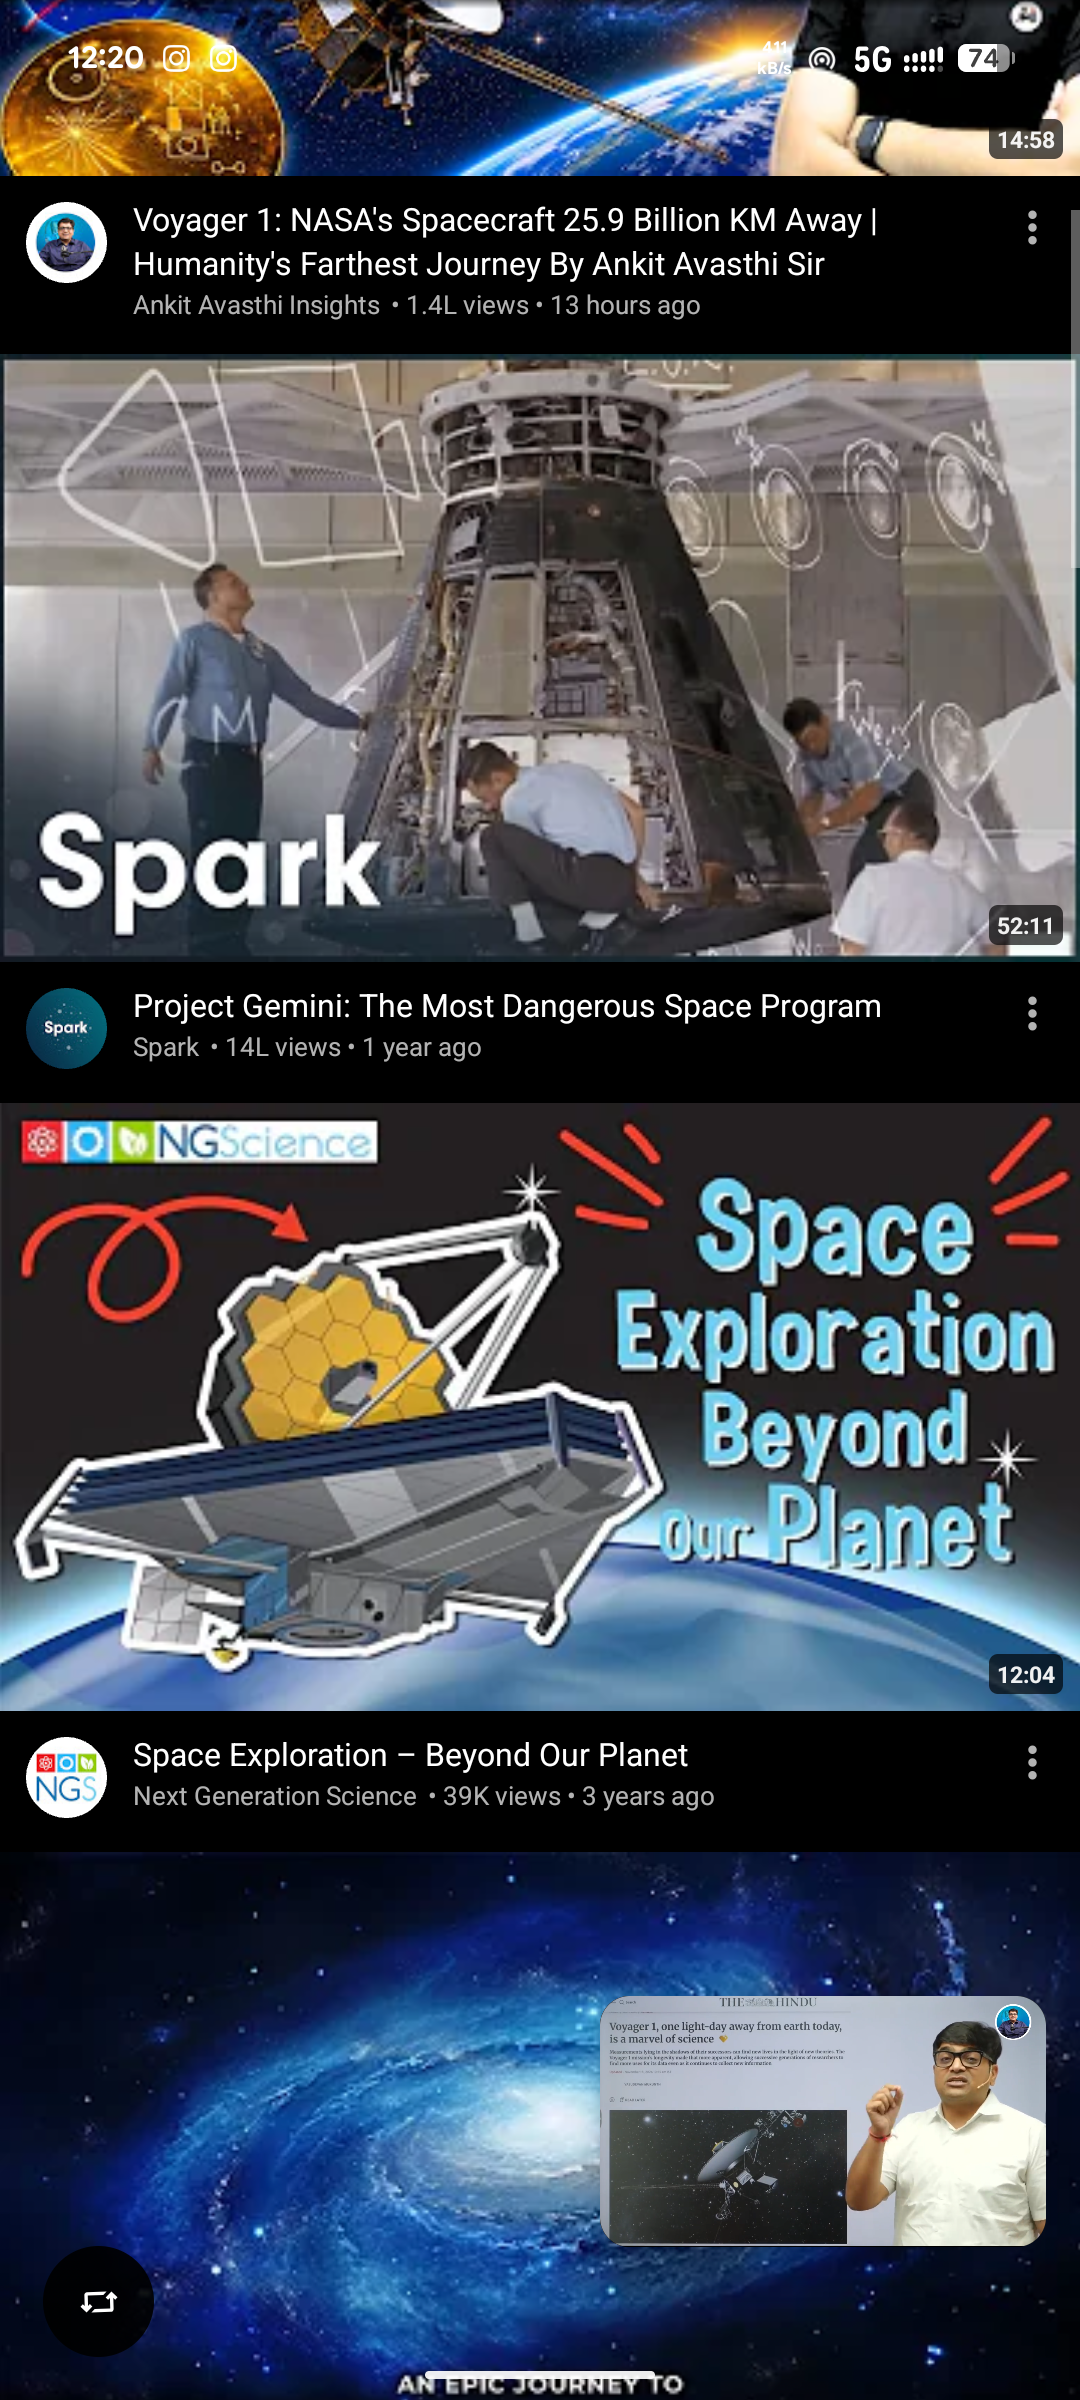 12:20
411
kB/s
5G
74
14:58
Voyager 1: NASA's Spacecraft 25.9 Billion KM Away |
Humanity's Farthest Journey By Ankit Avasthi Sir
Ankit Avasthi Insights • 1.4L views • 13 hours ago
Spark
52:11
Spark
Project Gemini: The Most Dangerous Space Program
Spark • 14L views • 1 year ago
NGScience
Space
Exploration
Beyond
our Planet
12:04
NGS
Space Exploration – Beyond Our Planet
Next Generation Science • 39K views • 3 years ago
THE HINDU
Voyager 1, one light-day away from earth today,
is a marvel of science
AN EPIC JOURNEY TO